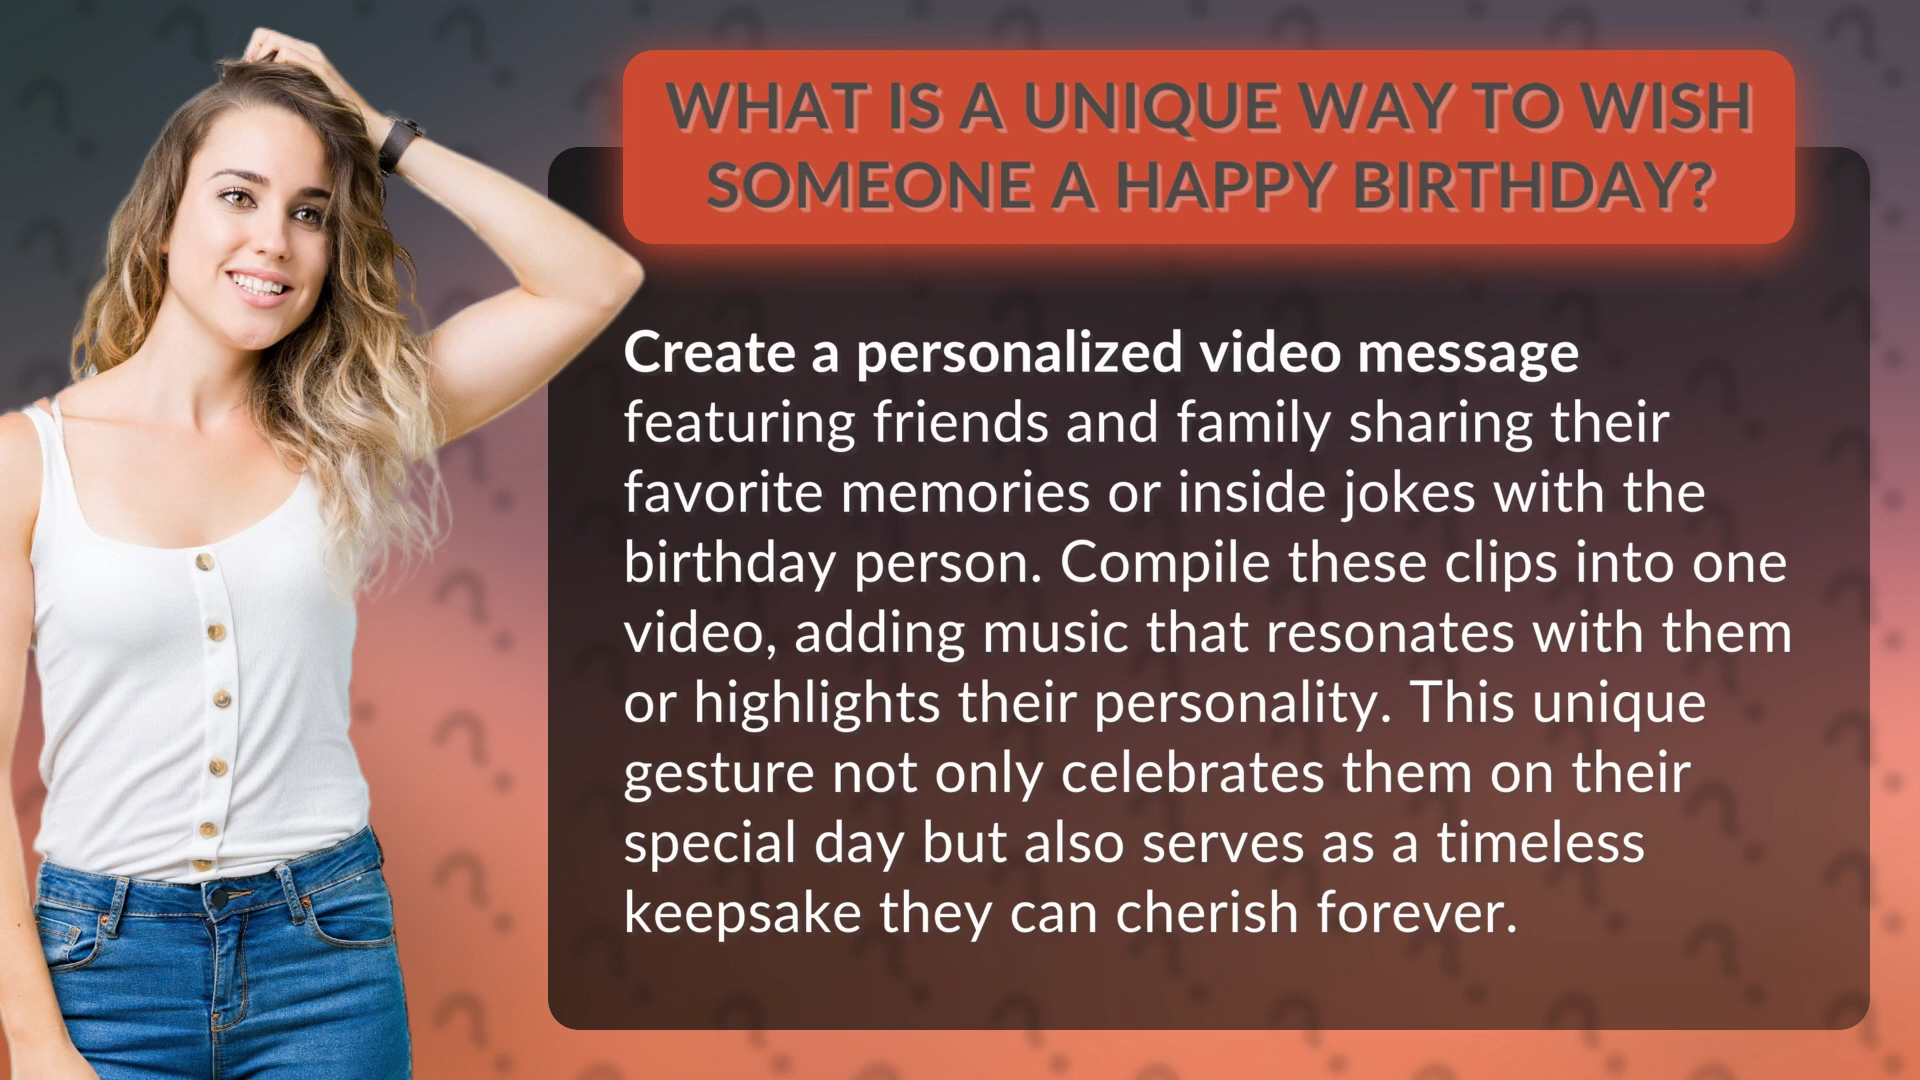 WHAT IS A UNIQUE WAY TO WISH
SOMEONE A HAPPY BIRTHDAY?
Create a personalized video message
featuring friends and family sharing their
favorite memories or inside jokes with the
birthday person. Compile these clips into one
video, adding music that resonates with them
or highlights their personality. This unique
gesture not only celebrates them on their
special day but also serves as a timeless
keepsake they can cherish forever.